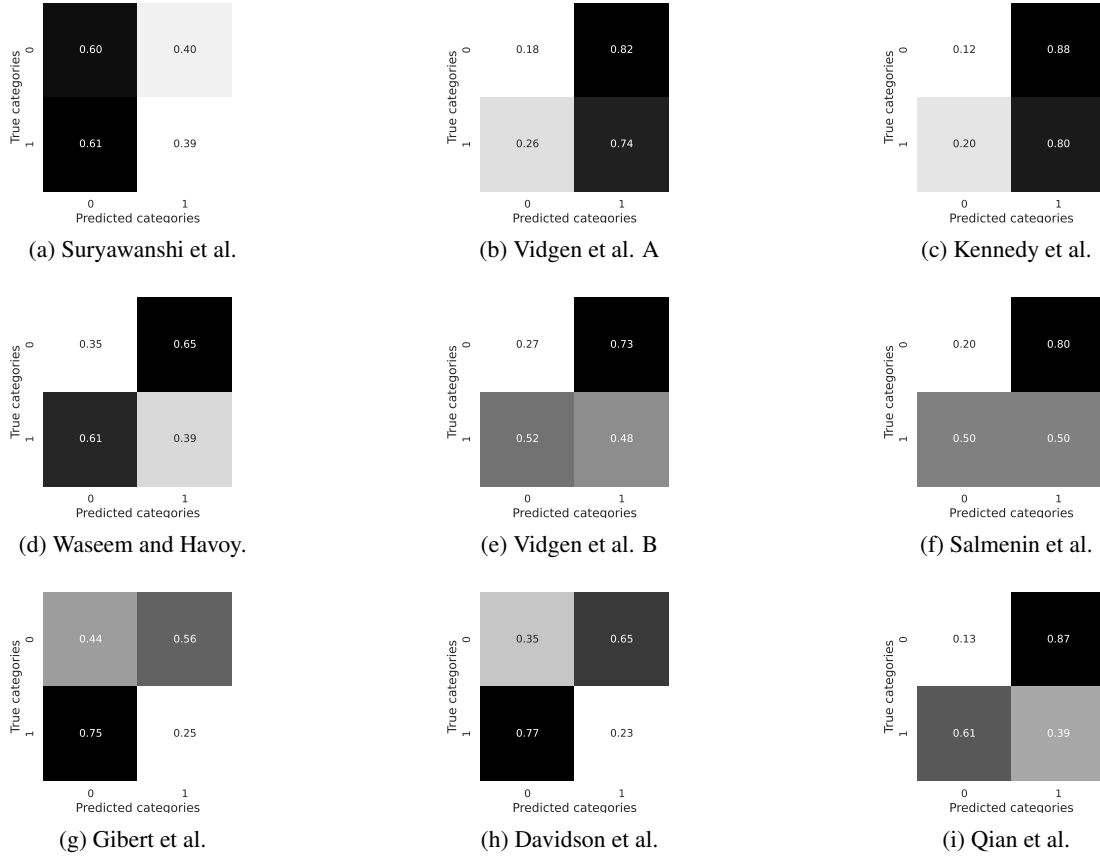 True categories
0
0.60
0.40
1
0.61
0.39
0
1
Predicted categories
(a) Suryawanshi et al.
True categories
0
0.18
0.82
1
0.26
0.74
0
1
Predicted categories
(b) Vidgen et al. A
True categories
0
0.12
0.88
1
0.20
0.80
0
1
Predicted categories
(c) Kennedy et al.
True categories
0
0.35
0.65
1
0.61
0.39
0
1
Predicted categories
(d) Waseem and Havoy.
True categories
0
0.27
0.73
1
0.52
0.48
0
1
Predicted categories
(e) Vidgen et al. B
True categories
0
0.20
0.80
1
0.50
0.50
0
1
Predicted categories
(f) Salmenin et al.
True categories
0
0.44
0.56
1
0.75
0.25
0
1
Predicted categories
(g) Gibert et al.
True categories
0
0.35
0.65
1
0.77
0.23
0
1
Predicted categories
(h) Davidson et al.
True categories
0
0.13
0.87
1
0.61
0.39
0
1
Predicted categories
(i) Qian et al.